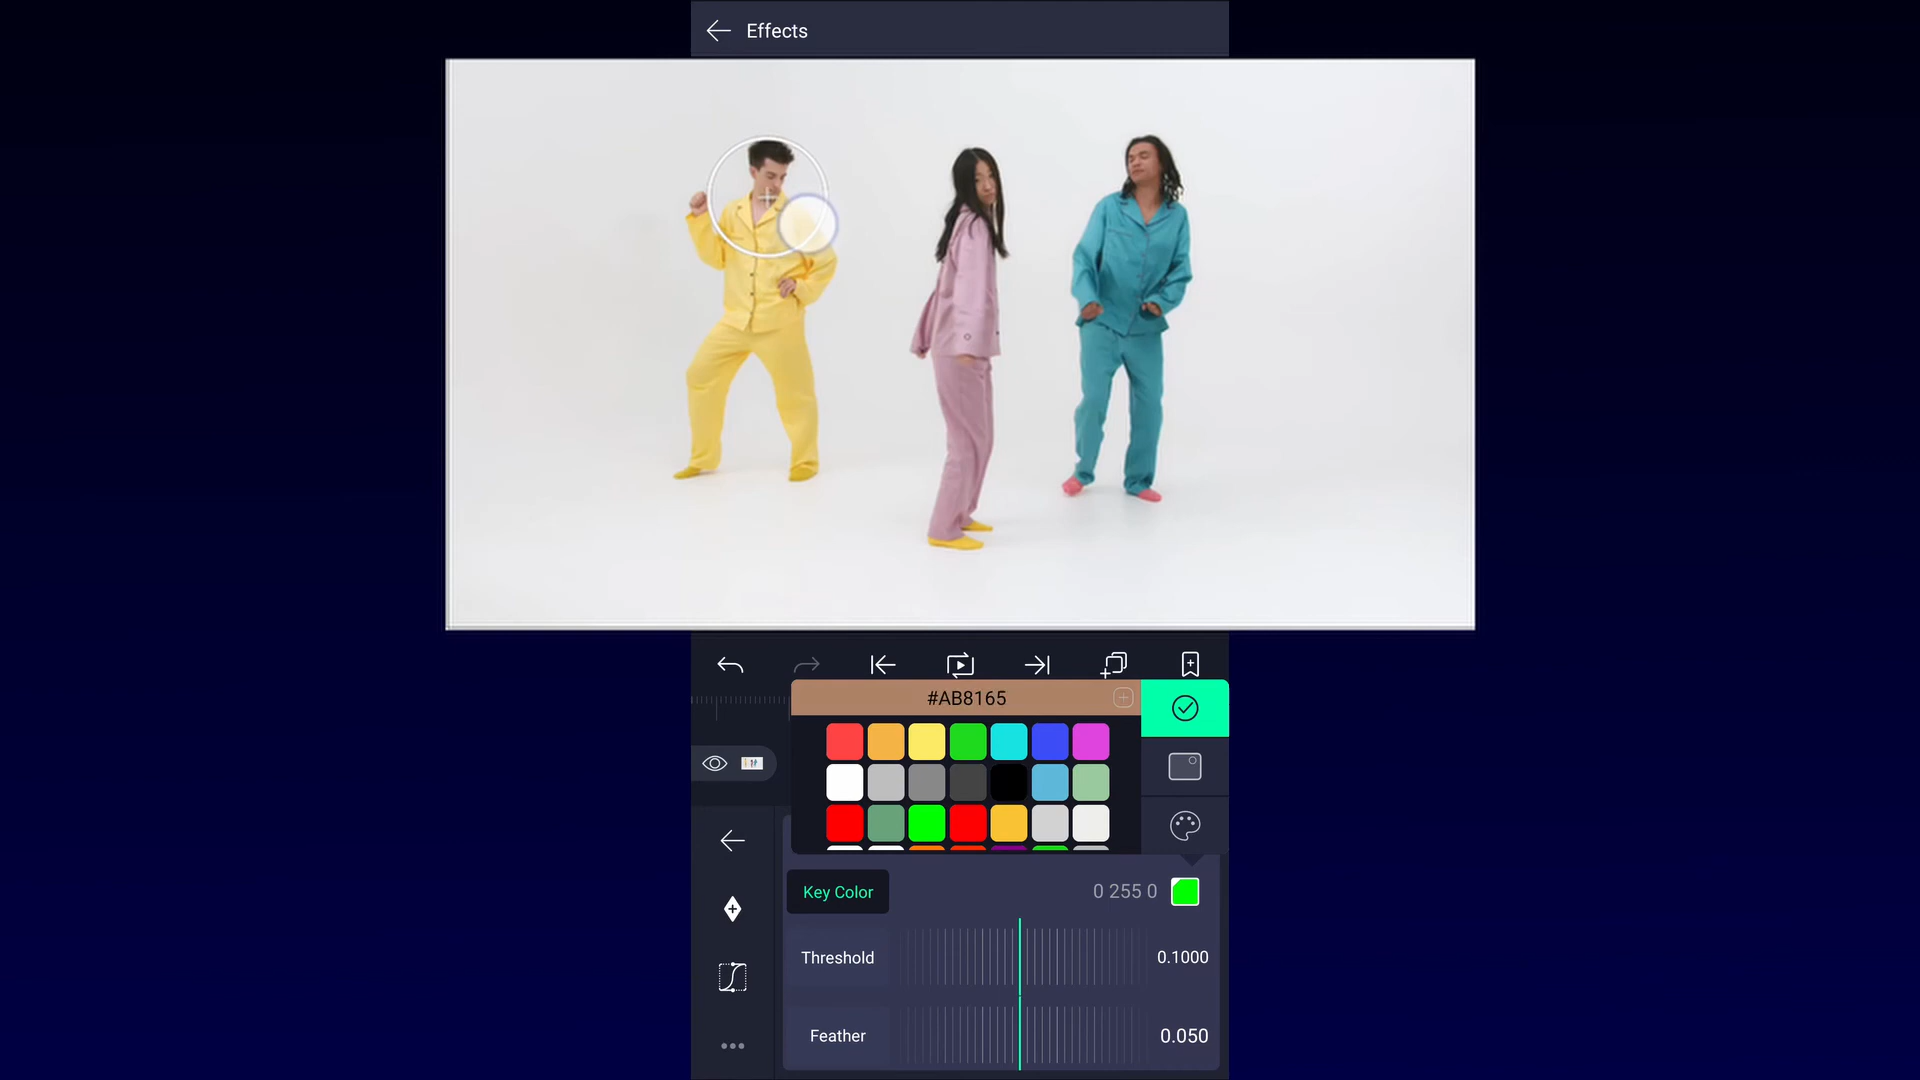 Effects
#AB8165
Key Color
0 255 0
Threshold
0.1000
Feather
0.050